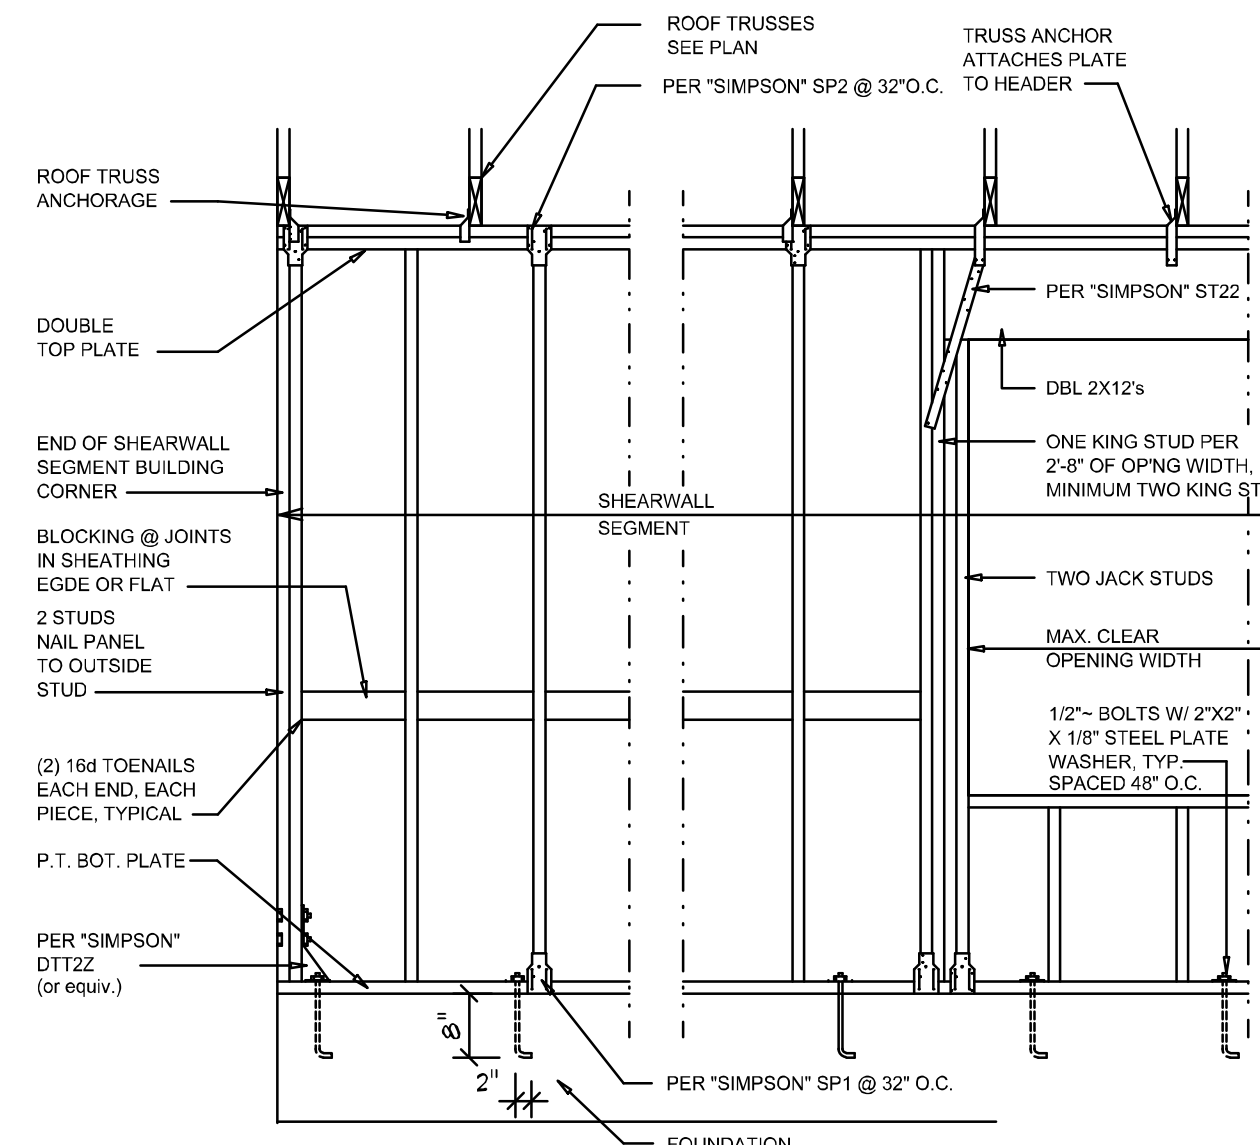 ROOF TRUSSES
SEE PLAN
PER "SIMPSON" SP2 @ 32"O.C.
TRUSS ANCHOR
ATTACHES PLATE
TO HEADER
ROOF TRUSS
ANCHORAGE
DOUBLE
TOP PLATE
END OF SHEARWALL
SEGMENT BUILDING
CORNER
BLOCKING @ JOINTS
IN SHEATHING
EGDE OR FLAT
2 STUDS
NAIL PANEL
TO OUTSIDE
STUD
(2) 16d TOENAILS
EACH END, EACH
PIECE, TYPICAL
P.T. BOT. PLATE
PER "SIMPSON"
DTT2Z
(or equiv.)
SHEARWALL
SEGMENT
PER "SIMPSON" ST22
DBL 2X12's
ONE KING STUD PER
2'-8" OF OP'NG WIDTH,
MINIMUM TWO KING ST
TWO JACK STUDS
MAX. CLEAR
OPENING WIDTH
1/2"~ BOLTS W/ 2"X2"
X 1/8" STEEL PLATE
WASHER, TYP.
SPACED 48" O.C.
8"
2"
PER "SIMPSON" SP1 @ 32" O.C.
FOUNDATION